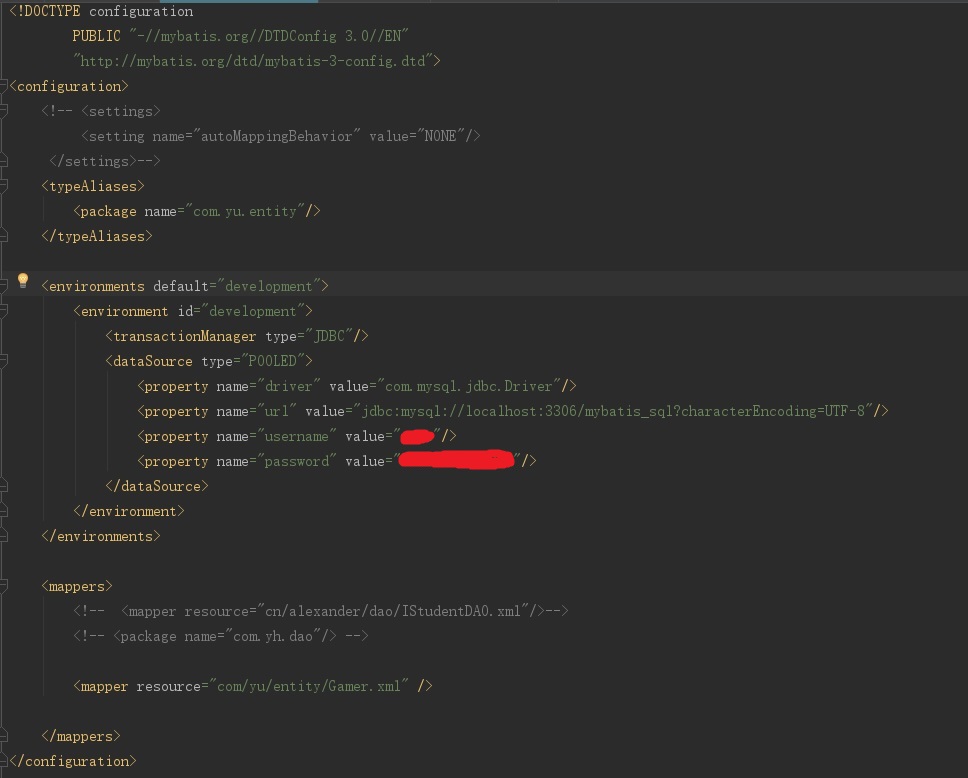 <!DOCTYPE configuration
PUBLIC "-//mybatis.org//DTDConfig 3.0//EN"
"http://mybatis.org/dtd/mybatis-3-config.dtd">
<configuration>
<!-- <settings>
<setting name="autoMappingBehavior" value="NONE"/>
</settings>-->
<typeAliases>
<package name="com.yu.entity"/>
</typeAliases>
<environments default="development">
<environment id="development">
<transactionManager type="JDBC"/>
<dataSource type="POOLED">
<property name="driver" value="com.mysql.jdbc.Driver"/>
<property name="url" value="jdbc:mysql://localhost:3306/mybatis_sql?characterEncoding=UTF-8"/>
<property name="username" value=""/>
<property name="password" value=""/>
</dataSource>
</environment>
</environments>
<mappers>
<!--  <mapper resource="cn/alexander/dao/IStudentDAO.xml"/>-->
<!-- <package name="com.yh.dao"/> -->
<mapper resource="com/yu/entity/Gamer.xml" />
</mappers>
</configuration>